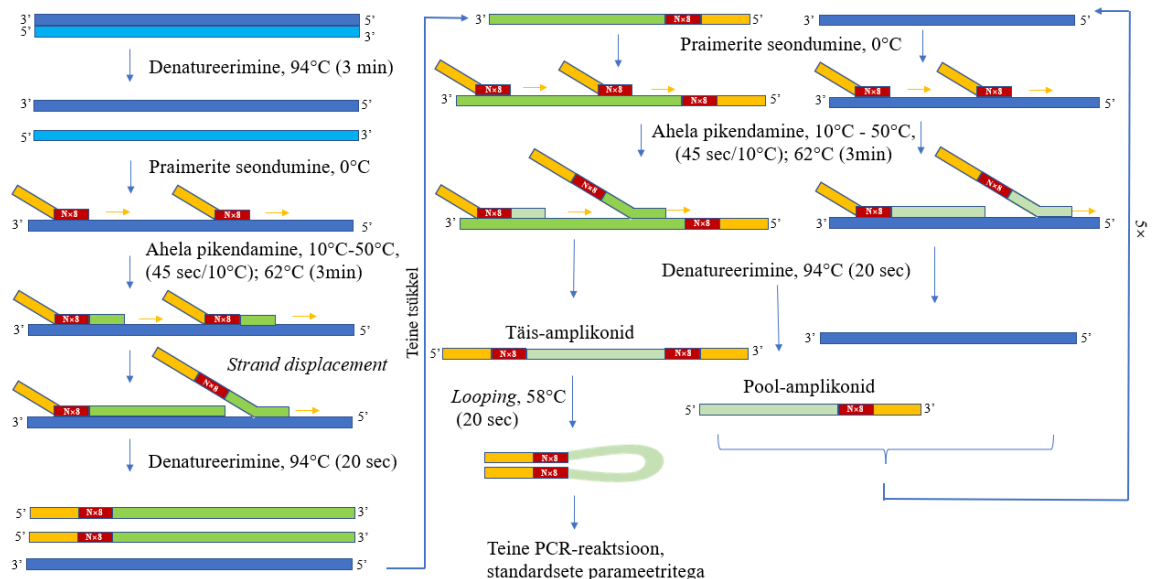 3’ 5’
5’ 3’
Denatureerimine, 94°C (3 min)
3’ 5’
5’ 3’
Praimerite seondumine, 0°C
N×8 N×8
3’ 5’
Ahela pikendamine, 10°C-50°C,
(45 sec/10°C); 62°C (3min)
N×8 N×8
3’ 5’
Strand displacement
N×8
N×8
3’ 5’
Denatureerimine, 94°C (20 sec)
5’ N×8 3’
5’ N×8 3’
3’ 5’
Teine tsükkel
3’ N×8 5’
Praimerite seondumine, 0°C
N×8 N×8
3’ N×8 5’
Ahela pikendamine, 10°C - 50°C,
(45 sec/10°C); 62°C (3min)
N×8
N×8
3’ N×8 5’
3’ 5’
N×8 N×8
3’ 5’
N×8
N×8
3’ 5’
Denatureerimine, 94°C (20 sec)
Täis-amplikonid
5’ N×8 N×8 3’
Looping, 58°C
(20 sec)
N×8
N×8
Teine PCR-reaktsioon,
standardsete parameetritega
3’ 5’
Pool-amplikonid
5’ N×8 3’
5×